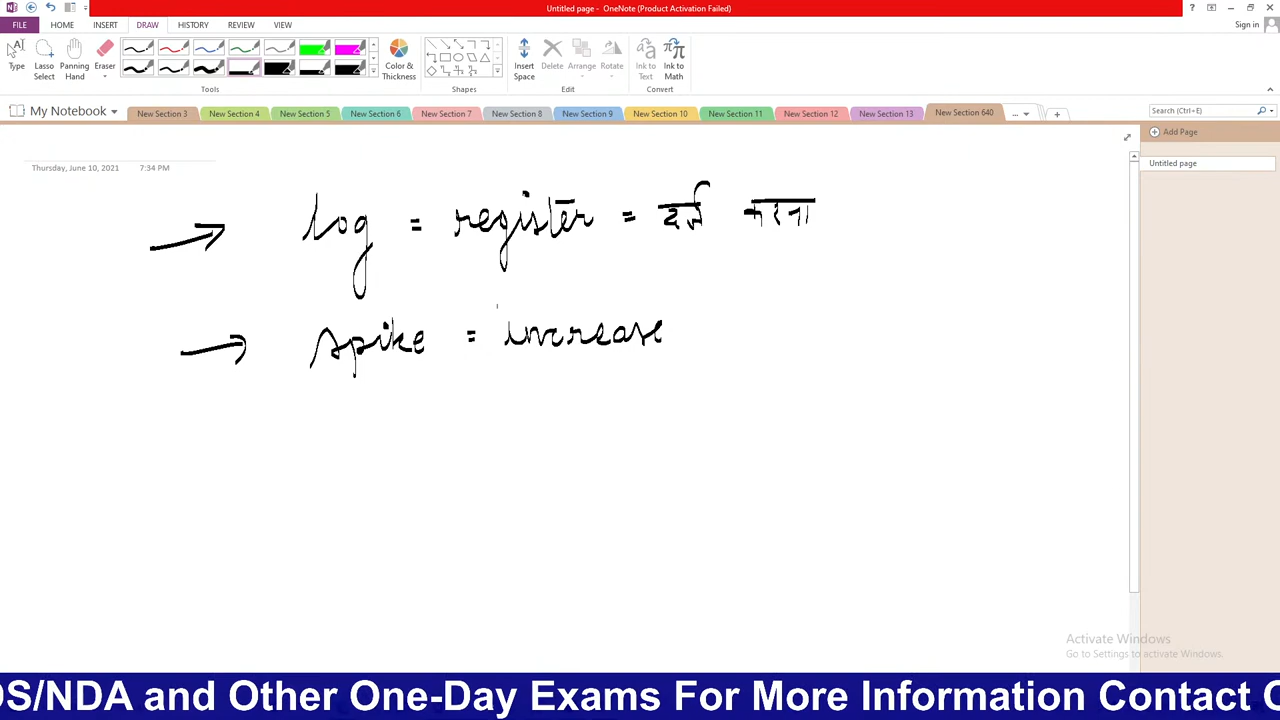 Untitled page - OneNote (Product Activation Failed)
FILE HOME INSERT DRAW HISTORY REVIEW VIEW
Sign in
Type
Lasso Select
Panning Hand
Eraser
Color & Thickness
Insert Space
Delete
Arrange
Rotate
Ink to Text
Ink to Math
Tools
Shapes
Edit
Convert
My Notebook
New Section 3
New Section 4
New Section 5
New Section 6
New Section 7
New Section 8
New Section 9
New Section 10
New Section 11
New Section 12
New Section 13
New Section 640
...
Search (Ctrl+E)
Add Page
Untitled page
Thursday, June 10, 2021 7:34 PM
→ log = register = दर्ज करना
→ spike = increase
Activate Windows
Go to Settings to activate Windows.
OS/NDA and Other One-Day Exams For More Information Contact